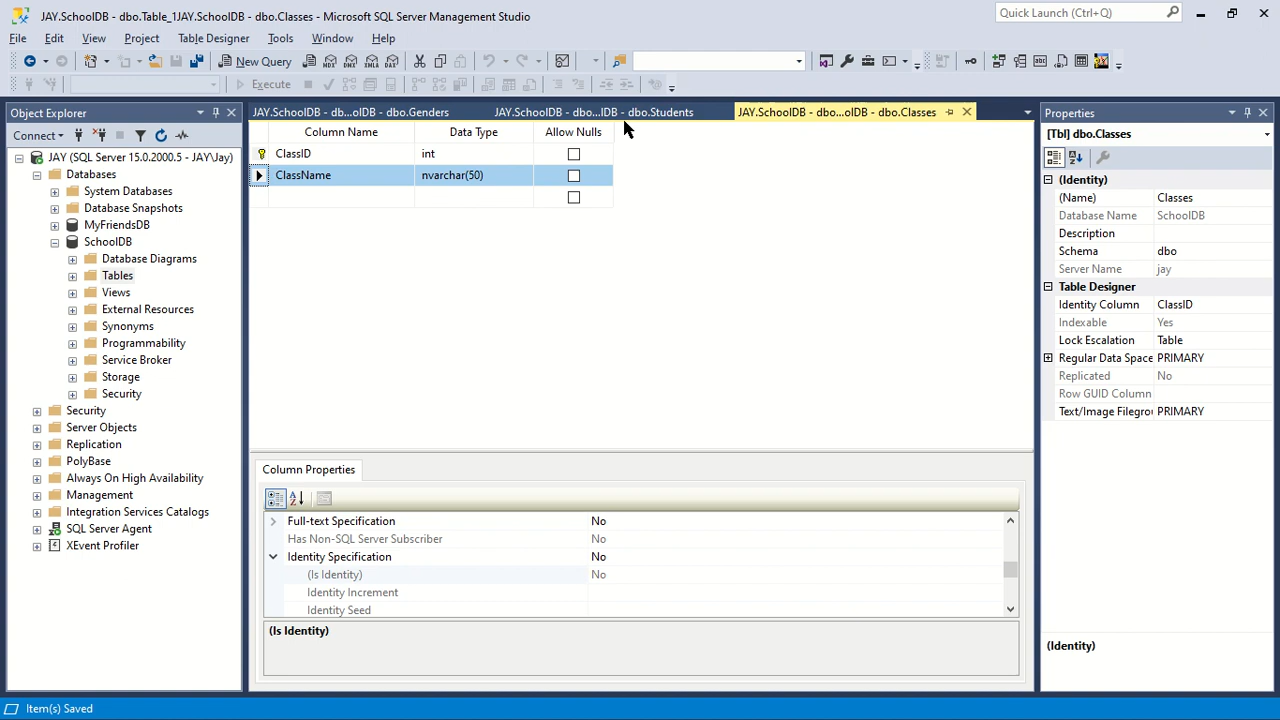 JAY.SchoolDB - dbo.Table_1JAY.SchoolDB - dbo.Classes - Microsoft SQL Server Management Studio
Quick Launch (Ctrl+Q)
File Edit View Project Table Designer Tools Window Help
New Query MDX DMX XMLA DAX
Execute
Object Explorer
Connect
JAY (SQL Server 15.0.2000.5 - JAY\Jay)
Databases
System Databases
Database Snapshots
MyFriendsDB
SchoolDB
Database Diagrams
Tables
Views
External Resources
Synonyms
Programmability
Service Broker
Storage
Security
Security
Server Objects
Replication
PolyBase
Always On High Availability
Management
Integration Services Catalogs
SQL Server Agent
XEvent Profiler
JAY.SchoolDB - db...oIDB - dbo.Genders JAY.SchoolDB - dbo...IDB - dbo.Students JAY.SchoolDB - dbo...oIDB - dbo.Classes
Column Name Data Type Allow Nulls
ClassID int
ClassName nvarchar(50)
Column Properties
Full-text Specification No
Has Non-SQL Server Subscriber No
Identity Specification No
(Is Identity) No
Identity Increment
Identity Seed
(Is Identity)
Properties
[Tbl] dbo.Classes
(Identity)
(Name) Classes
Database Name SchoolDB
Description
Schema dbo
Server Name jay
Table Designer
Identity Column ClassID
Indexable Yes
Lock Escalation Table
Regular Data Space PRIMARY
Replicated No
Row GUID Column
Text/Image Filegrou PRIMARY
(Identity)
Item(s) Saved